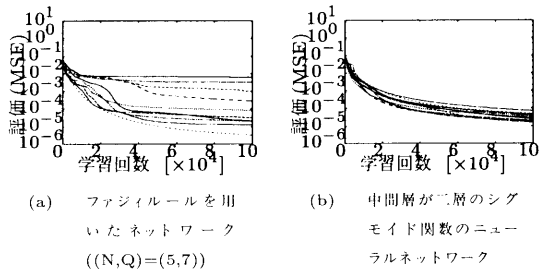 10^1
10^0
10^-1
10^-2
10^-3
10^-4
10^-5
10^-6
評価(MSE)
0 2 4 6 8 10
学習回数 [×10^4]
(a) ファジィルールを用
いたネットワーク
((N,Q)=(5,7))
10^1
10^0
10^-1
10^-2
10^-3
10^-4
10^-5
10^-6
評価(MSE)
0 2 4 6 8 10
学習回数 [×10^4]
(b) 中間層が二層のシグ
モイド関数のニュー
ラルネットワーク